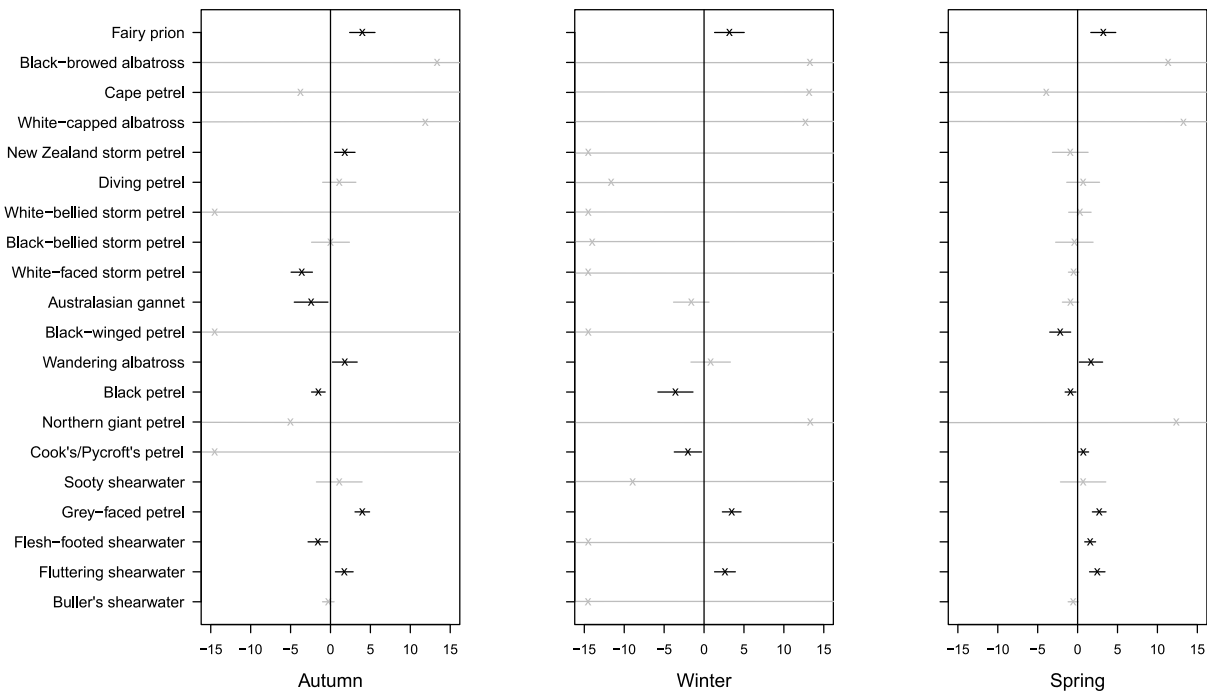 Fairy prion
Black−browed albatross
Cape petrel
White−capped albatross
New Zealand storm petrel
Diving petrel
White−bellied storm petrel
Black−bellied storm petrel
White−faced storm petrel
Australasian gannet
Black−winged petrel
Wandering albatross
Black petrel
Northern giant petrel
Cook's/Pycroft's petrel
Sooty shearwater
Grey−faced petrel
Flesh−footed shearwater
Fluttering shearwater
Buller's shearwater
−15 −10 −5 0 5 10 15
Autumn
−15 −10 −5 0 5 10 15
Winter
−15 −10 −5 0 5 10 15
Spring